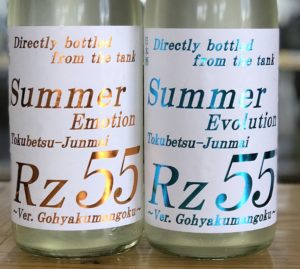 Directly bottled
from the tank
Summer
Emotion
Tokubetsu-Junmai
Rz55
~Ver. Gohyakumangoku~
Directly bottled
from the tank
Summer
Evolution
Tokubetsu-Junmai
Rz55
~Ver. Gohyakumangoku~